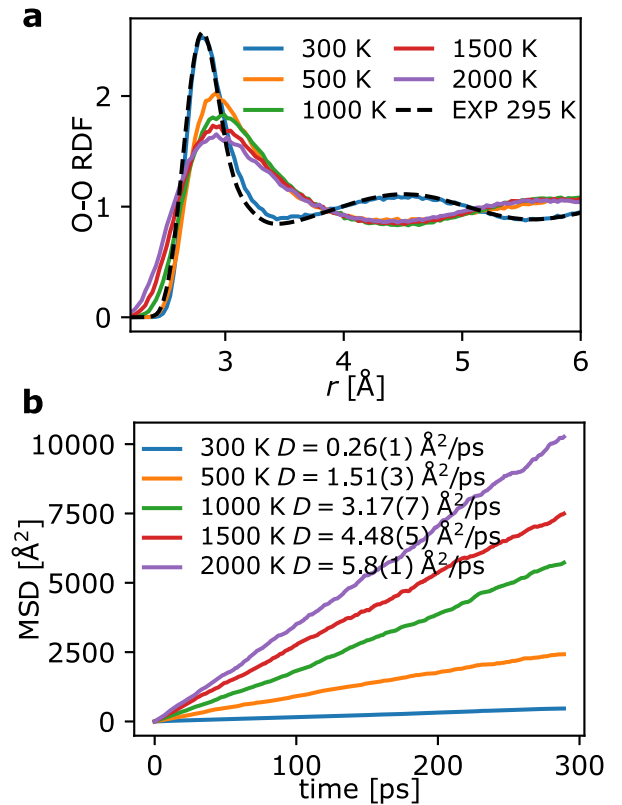 a
O-O RDF
2
1
0
300 K
500 K
1000 K
1500 K
2000 K
EXP 295 K
3 4 5 6
r [Å]
b
MSD [Å²]
10000
7500
5000
2500
0
300 K D = 0.26(1) Å²/ps
500 K D = 1.51(3) Å²/ps
1000 K D = 3.17(7) Å²/ps
1500 K D = 4.48(5) Å²/ps
2000 K D = 5.8(1) Å²/ps
0 100 200 300
time [ps]